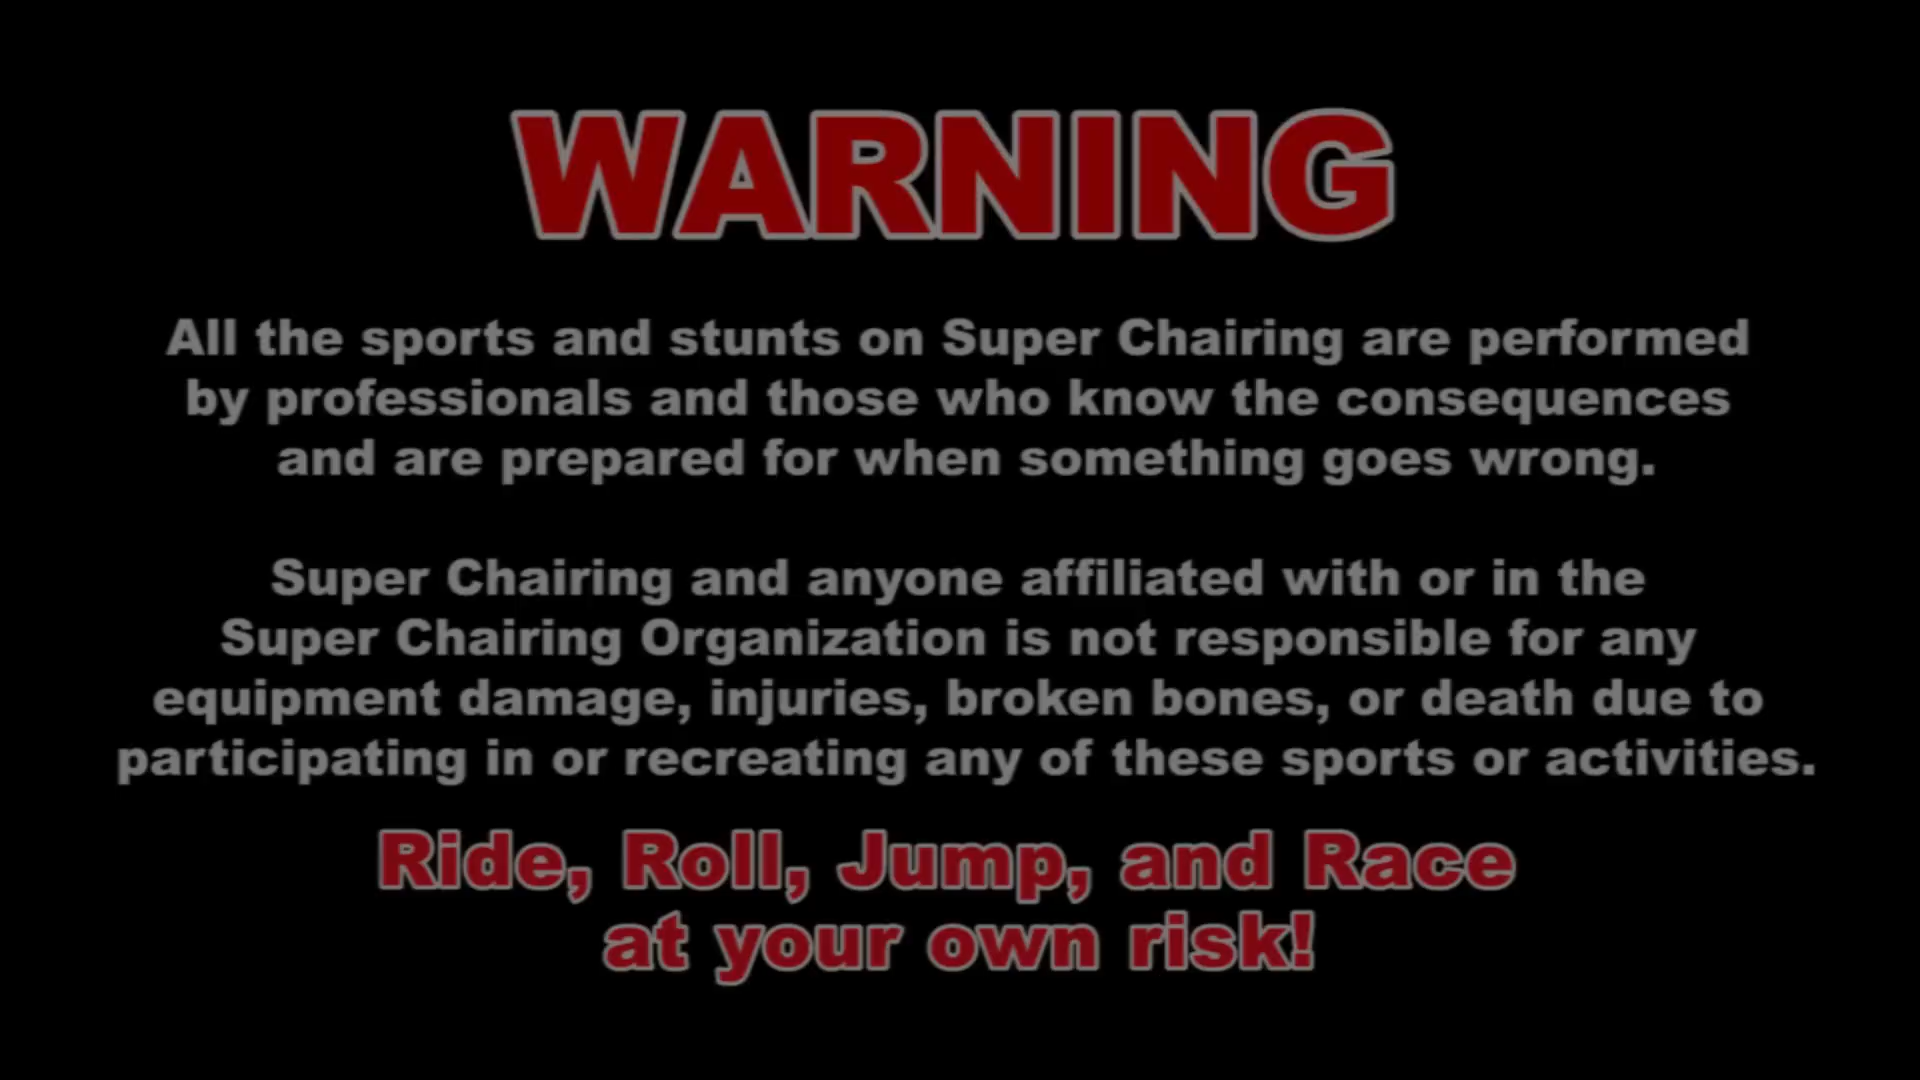 WARNING
All the sports and stunts on Super Chairing are performed
by professionals and those who know the consequences
and are prepared for when something goes wrong.
Super Chairing and anyone affiliated with or in the
Super Chairing Organization is not responsible for any
equipment damage, injuries, broken bones, or death due to
participating in or recreating any of these sports or activities.
Ride, Roll, Jump, and Race
at your own risk!